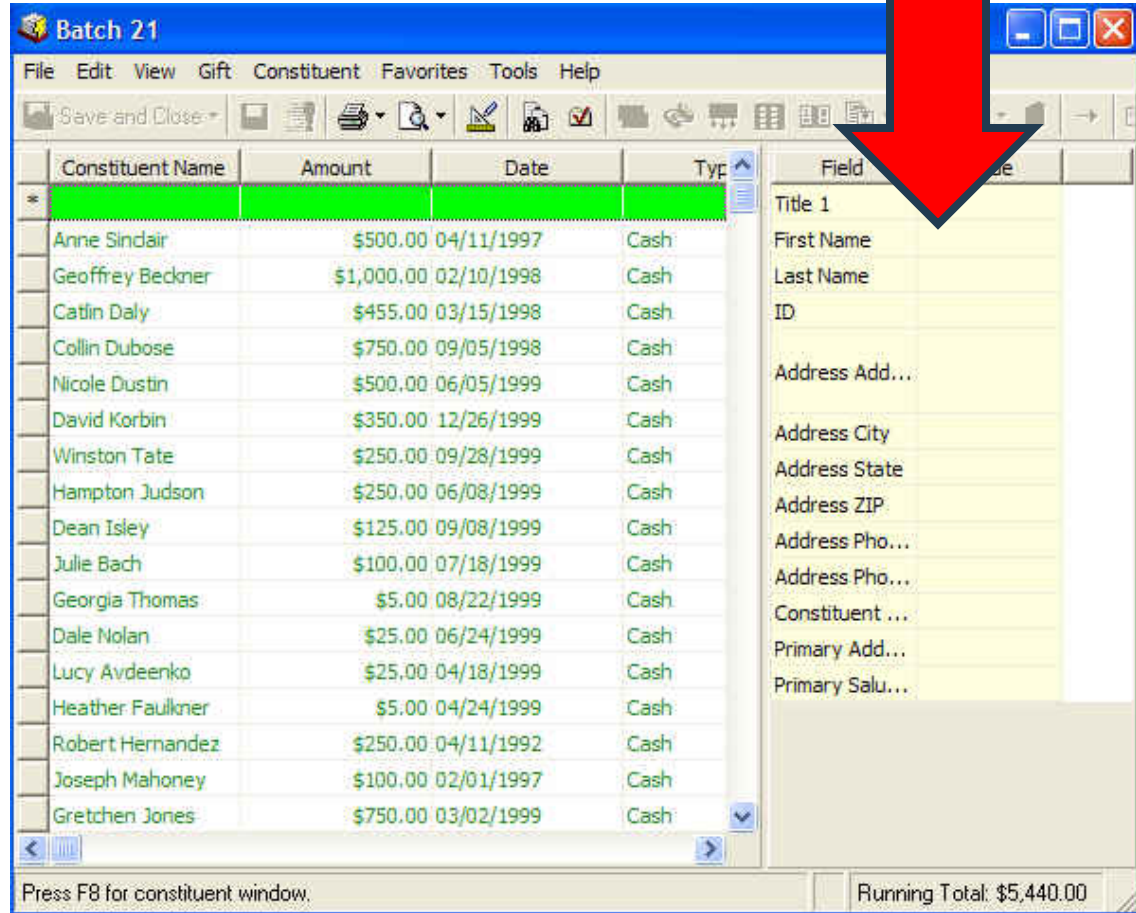 Batch 21
File Edit View Gift Constituent Favorites Tools Help
Save and Close
Constituent Name Amount Date Typ Field
* Title 1
Anne Sinclair $500.00 04/11/1997 Cash First Name
Geoffrey Beckner $1,000.00 02/10/1998 Cash Last Name
Catlin Daly $455.00 03/15/1998 Cash ID
Collin Dubose $750.00 09/05/1998 Cash
Nicole Dustin $500.00 06/05/1999 Cash Address Add...
David Korbin $350.00 12/26/1999 Cash Address City
Winston Tate $250.00 09/28/1999 Cash Address State
Hampton Judson $250.00 06/08/1999 Cash Address ZIP
Dean Isley $125.00 09/08/1999 Cash Address Pho...
Julie Bach $100.00 07/18/1999 Cash Address Pho...
Georgia Thomas $5.00 08/22/1999 Cash Constituent ...
Dale Nolan $25.00 06/24/1999 Cash Primary Add...
Lucy Avdeenko $25.00 04/18/1999 Cash Primary Salu...
Heather Faulkner $5.00 04/24/1999 Cash
Robert Hernandez $250.00 04/11/1992 Cash
Joseph Mahoney $100.00 02/01/1997 Cash
Gretchen Jones $750.00 03/02/1999 Cash
Press F8 for constituent window. Running Total: $5,440.00